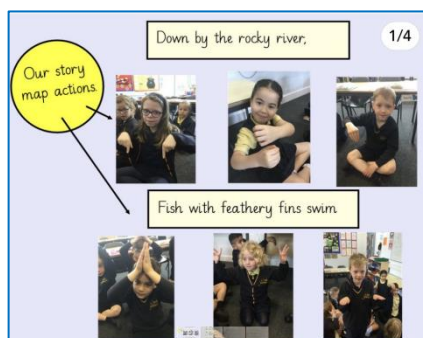 Down by the rocky river,
1/4
Our story
map actions.
Fish with feathery fins swim